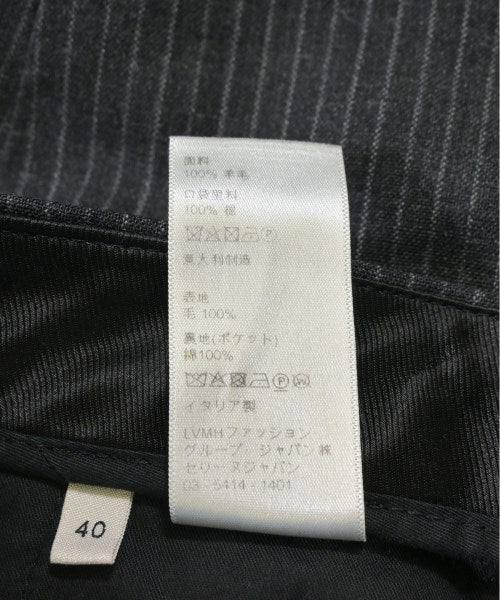 面料
100% 羊毛
口袋里料
100% 棉
意大利制造
表地
毛 100%
裏地(ポケット)
綿100%
イタリア製
LVMHファッション
グループ ジャパン㈱
セリーヌジャパン
03-5414-1401
40